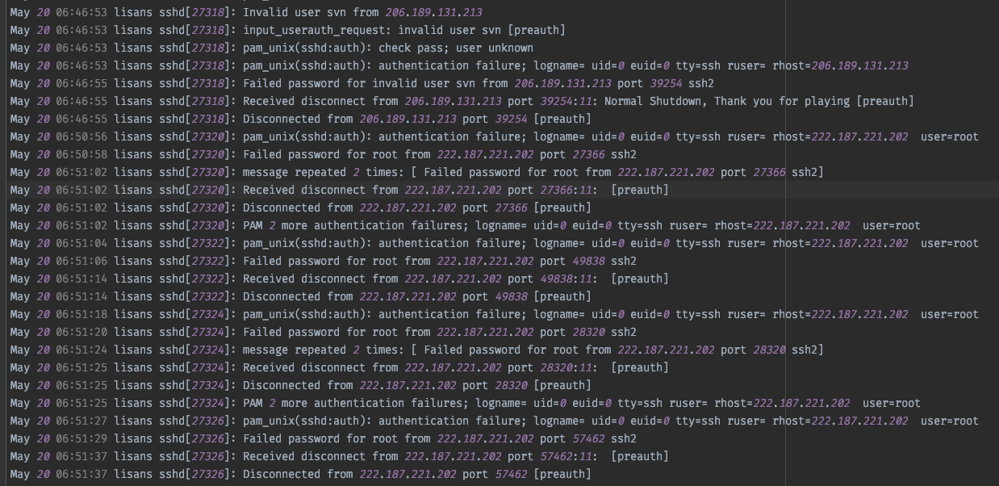 May 20 06:46:53 lisans sshd[27318]: Invalid user svn from 206.189.131.213
May 20 06:46:53 lisans sshd[27318]: input_userauth_request: invalid user svn [preauth]
May 20 06:46:53 lisans sshd[27318]: pam_unix(sshd:auth): check pass; user unknown
May 20 06:46:53 lisans sshd[27318]: pam_unix(sshd:auth): authentication failure; logname= uid=0 euid=0 tty=ssh ruser= rhost=206.189.131.213
May 20 06:46:55 lisans sshd[27318]: Failed password for invalid user svn from 206.189.131.213 port 39254 ssh2
May 20 06:46:55 lisans sshd[27318]: Received disconnect from 206.189.131.213 port 39254:11: Normal Shutdown, Thank you for playing [preauth]
May 20 06:46:55 lisans sshd[27318]: Disconnected from 206.189.131.213 port 39254 [preauth]
May 20 06:50:56 lisans sshd[27320]: pam_unix(sshd:auth): authentication failure; logname= uid=0 euid=0 tty=ssh ruser= rhost=222.187.221.202  user=root
May 20 06:50:58 lisans sshd[27320]: Failed password for root from 222.187.221.202 port 27366 ssh2
May 20 06:51:02 lisans sshd[27320]: message repeated 2 times: [ Failed password for root from 222.187.221.202 port 27366 ssh2]
May 20 06:51:02 lisans sshd[27320]: Received disconnect from 222.187.221.202 port 27366:11:  [preauth]
May 20 06:51:02 lisans sshd[27320]: Disconnected from 222.187.221.202 port 27366 [preauth]
May 20 06:51:02 lisans sshd[27320]: PAM 2 more authentication failures; logname= uid=0 euid=0 tty=ssh ruser= rhost=222.187.221.202  user=root
May 20 06:51:04 lisans sshd[27322]: pam_unix(sshd:auth): authentication failure; logname= uid=0 euid=0 tty=ssh ruser= rhost=222.187.221.202  user=root
May 20 06:51:06 lisans sshd[27322]: Failed password for root from 222.187.221.202 port 49838 ssh2
May 20 06:51:14 lisans sshd[27322]: Received disconnect from 222.187.221.202 port 49838:11:  [preauth]
May 20 06:51:14 lisans sshd[27322]: Disconnected from 222.187.221.202 port 49838 [preauth]
May 20 06:51:18 lisans sshd[27324]: pam_unix(sshd:auth): authentication failure; logname= uid=0 euid=0 tty=ssh ruser= rhost=222.187.221.202  user=root
May 20 06:51:20 lisans sshd[27324]: Failed password for root from 222.187.221.202 port 28320 ssh2
May 20 06:51:24 lisans sshd[27324]: message repeated 2 times: [ Failed password for root from 222.187.221.202 port 28320 ssh2]
May 20 06:51:25 lisans sshd[27324]: Received disconnect from 222.187.221.202 port 28320:11:  [preauth]
May 20 06:51:25 lisans sshd[27324]: Disconnected from 222.187.221.202 port 28320 [preauth]
May 20 06:51:25 lisans sshd[27324]: PAM 2 more authentication failures; logname= uid=0 euid=0 tty=ssh ruser= rhost=222.187.221.202  user=root
May 20 06:51:27 lisans sshd[27326]: pam_unix(sshd:auth): authentication failure; logname= uid=0 euid=0 tty=ssh ruser= rhost=222.187.221.202  user=root
May 20 06:51:29 lisans sshd[27326]: Failed password for root from 222.187.221.202 port 57462 ssh2
May 20 06:51:37 lisans sshd[27326]: Received disconnect from 222.187.221.202 port 57462:11:  [preauth]
May 20 06:51:37 lisans sshd[27326]: Disconnected from 222.187.221.202 port 57462 [preauth]